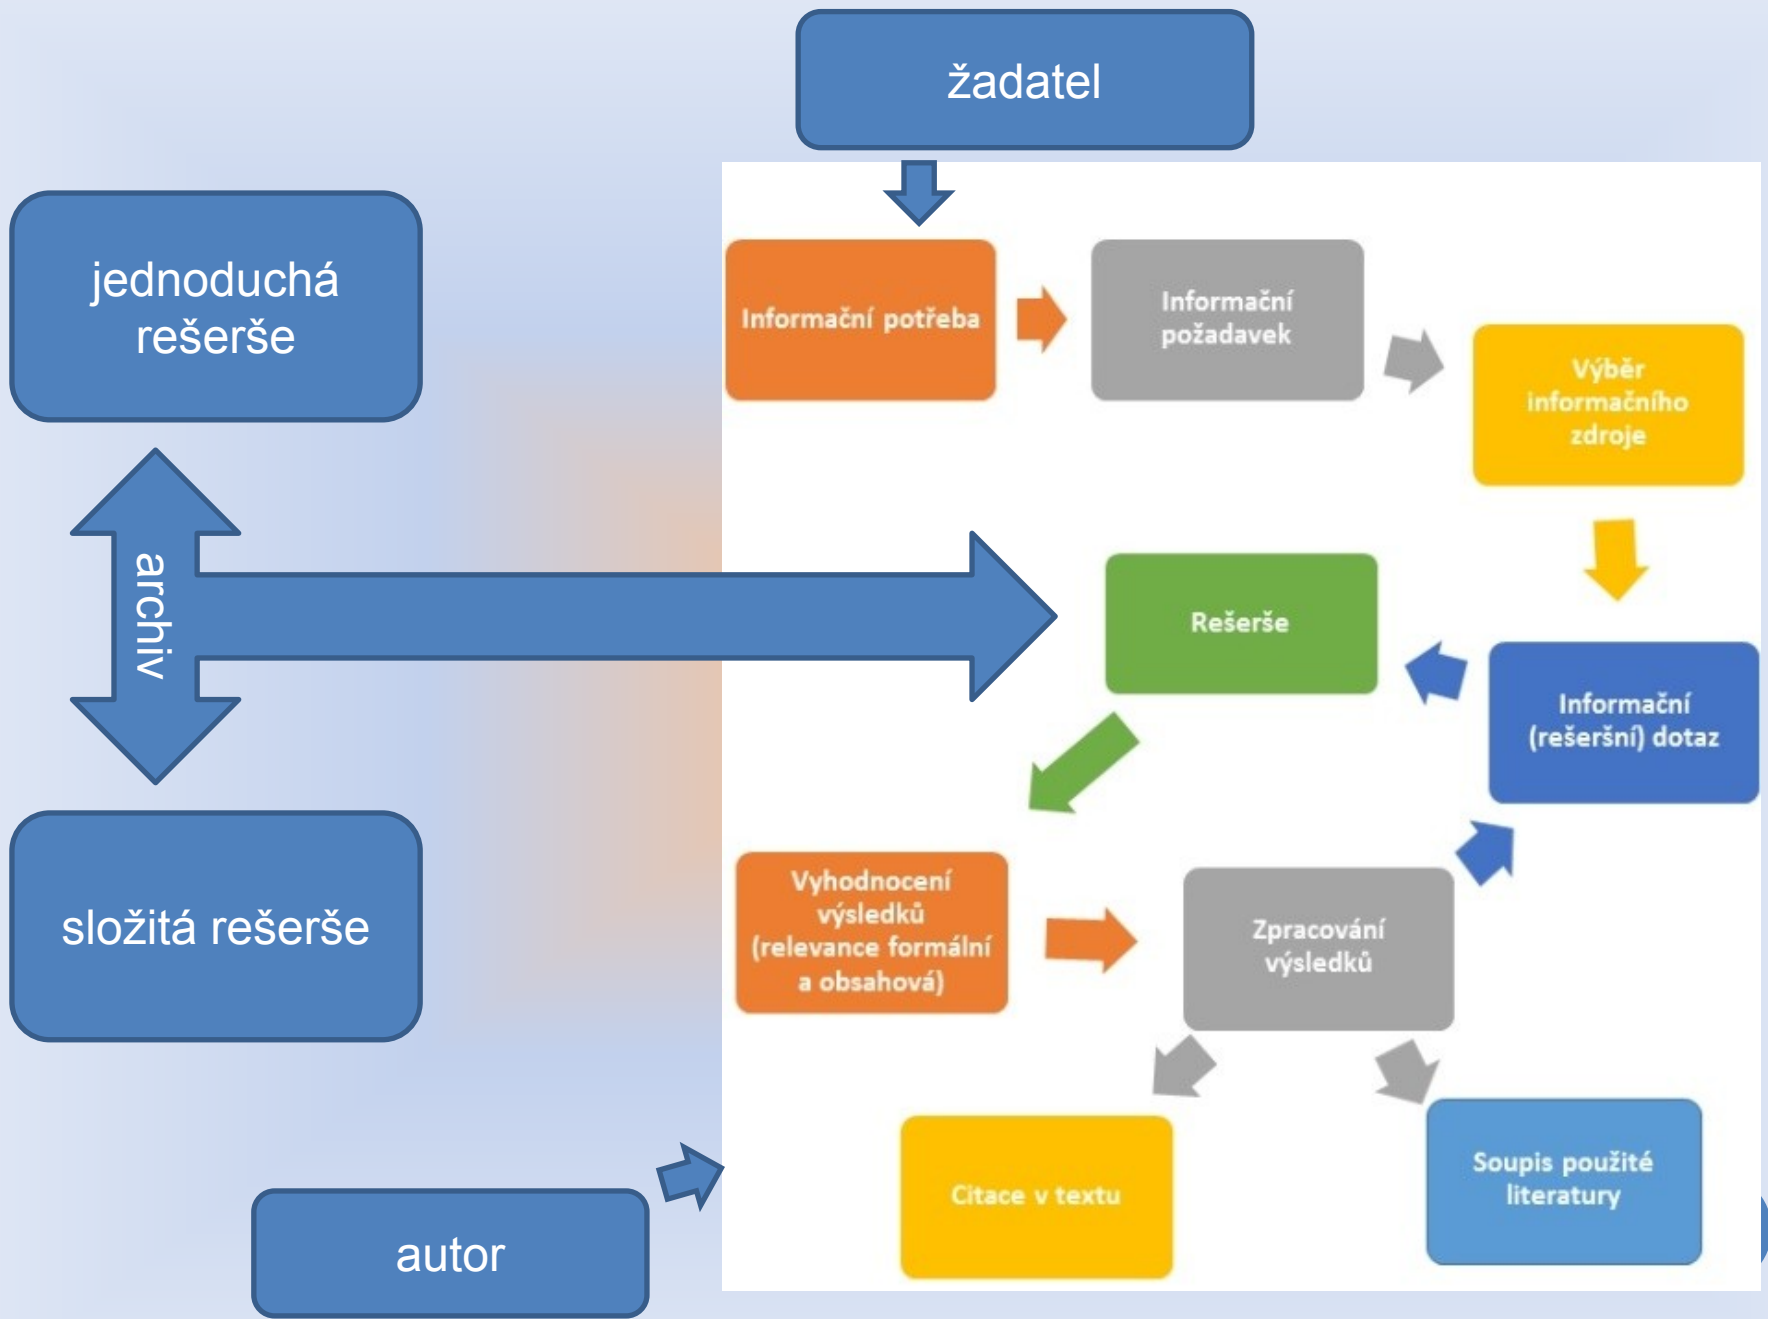 žadatel
jednoduchá
rešerše
Informační potřeba
Informační
požadavek
Výběr
informačního
zdroje
archiv
Rešerše
Informační
(rešeršní) dotaz
složitá rešerše
Vyhodnocení
výsledků
(relevance formální
a obsahová)
Zpracování
výsledků
Citace v textu
Soupis použité
literatury
autor